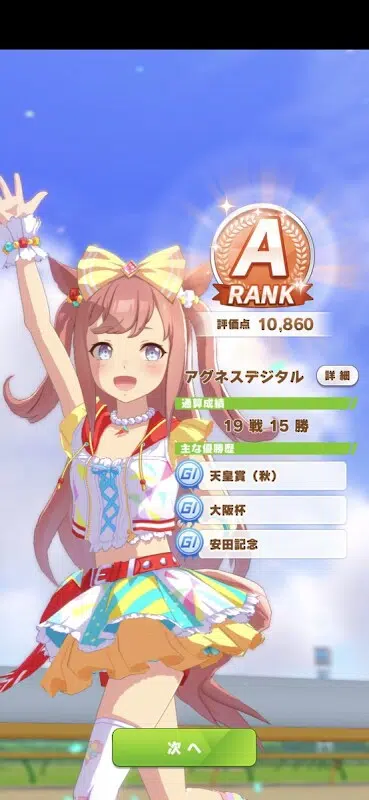 A
RANK
評価点 10,860
アグネスデジタル 詳細
通算成績
19 戦 15 勝
主な優勝歴
GI 天皇賞（秋）
GI 大阪杯
GI 安田記念
次へ